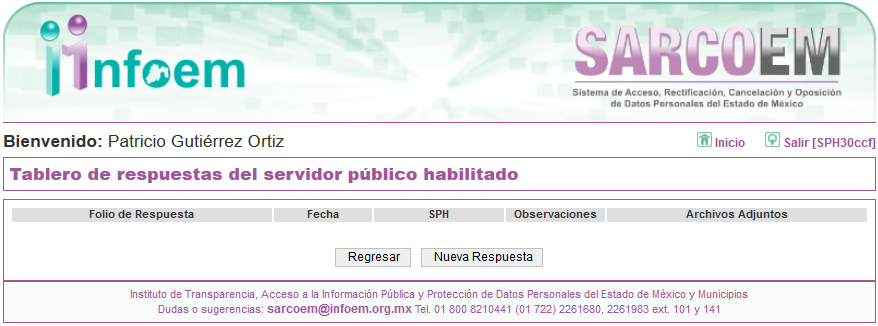 infoem
SARCOEM
Sistema de Acceso, Rectificación, Cancelación y Oposición
de Datos Personales del Estado de México
Bienvenido: Patricio Gutiérrez Ortiz
Inicio
Salir [SPH30ccf]
Tablero de respuestas del servidor público habilitado
Folio de Respuesta Fecha SPH Observaciones Archivos Adjuntos
Regresar Nueva Respuesta
Instituto de Transparencia, Acceso a la Información Pública y Protección de Datos Personales del Estado de México y Municipios
Dudas o sugerencias: sarcoem@infoem.org.mx Tel. 01 800 8210441 (01 722) 2261680, 2261983 ext. 101 y 141